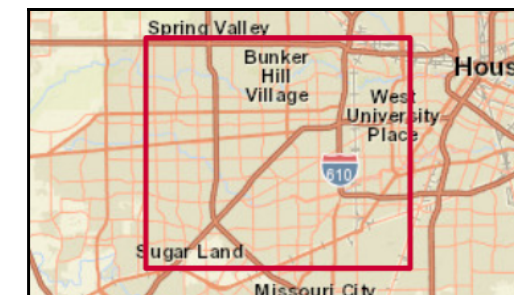 Spring Valley
Bunker
Hill
Village
Hous
West
University
Place
610
Sugar Land
Missouri City